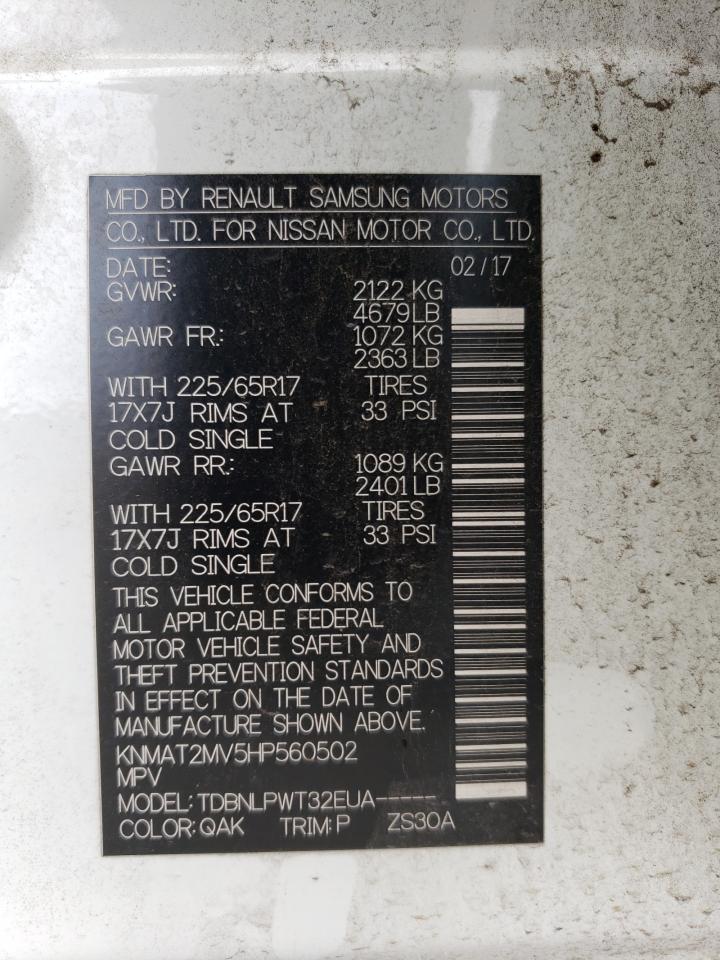 MFD BY RENAULT SAMSUNG MOTORS
CO., LTD. FOR NISSAN MOTOR CO., LTD.
DATE: 02/17
GVWR: 2122 KG
4679LB
GAWR FR.: 1072 KG
2363 LB
WITH 225/65R17 TIRES
17X7J RIMS AT 33 PSI
COLD SINGLE
GAWR RR.: 1089 KG
2401 LB
WITH 225/65R17 TIRES
17X7J RIMS AT 33 PSI
COLD SINGLE
THIS VEHICLE CONFORMS TO
ALL APPLICABLE FEDERAL
MOTOR VEHICLE SAFETY AND
THEFT PREVENTION STANDARDS
IN EFFECT ON THE DATE OF
MANUFACTURE SHOWN ABOVE.
KNMAT2MV5HP560502
MPV
MODEL: TDBNLPWT32EUA-----
COLOR: QAK TRIM: P ZS30A